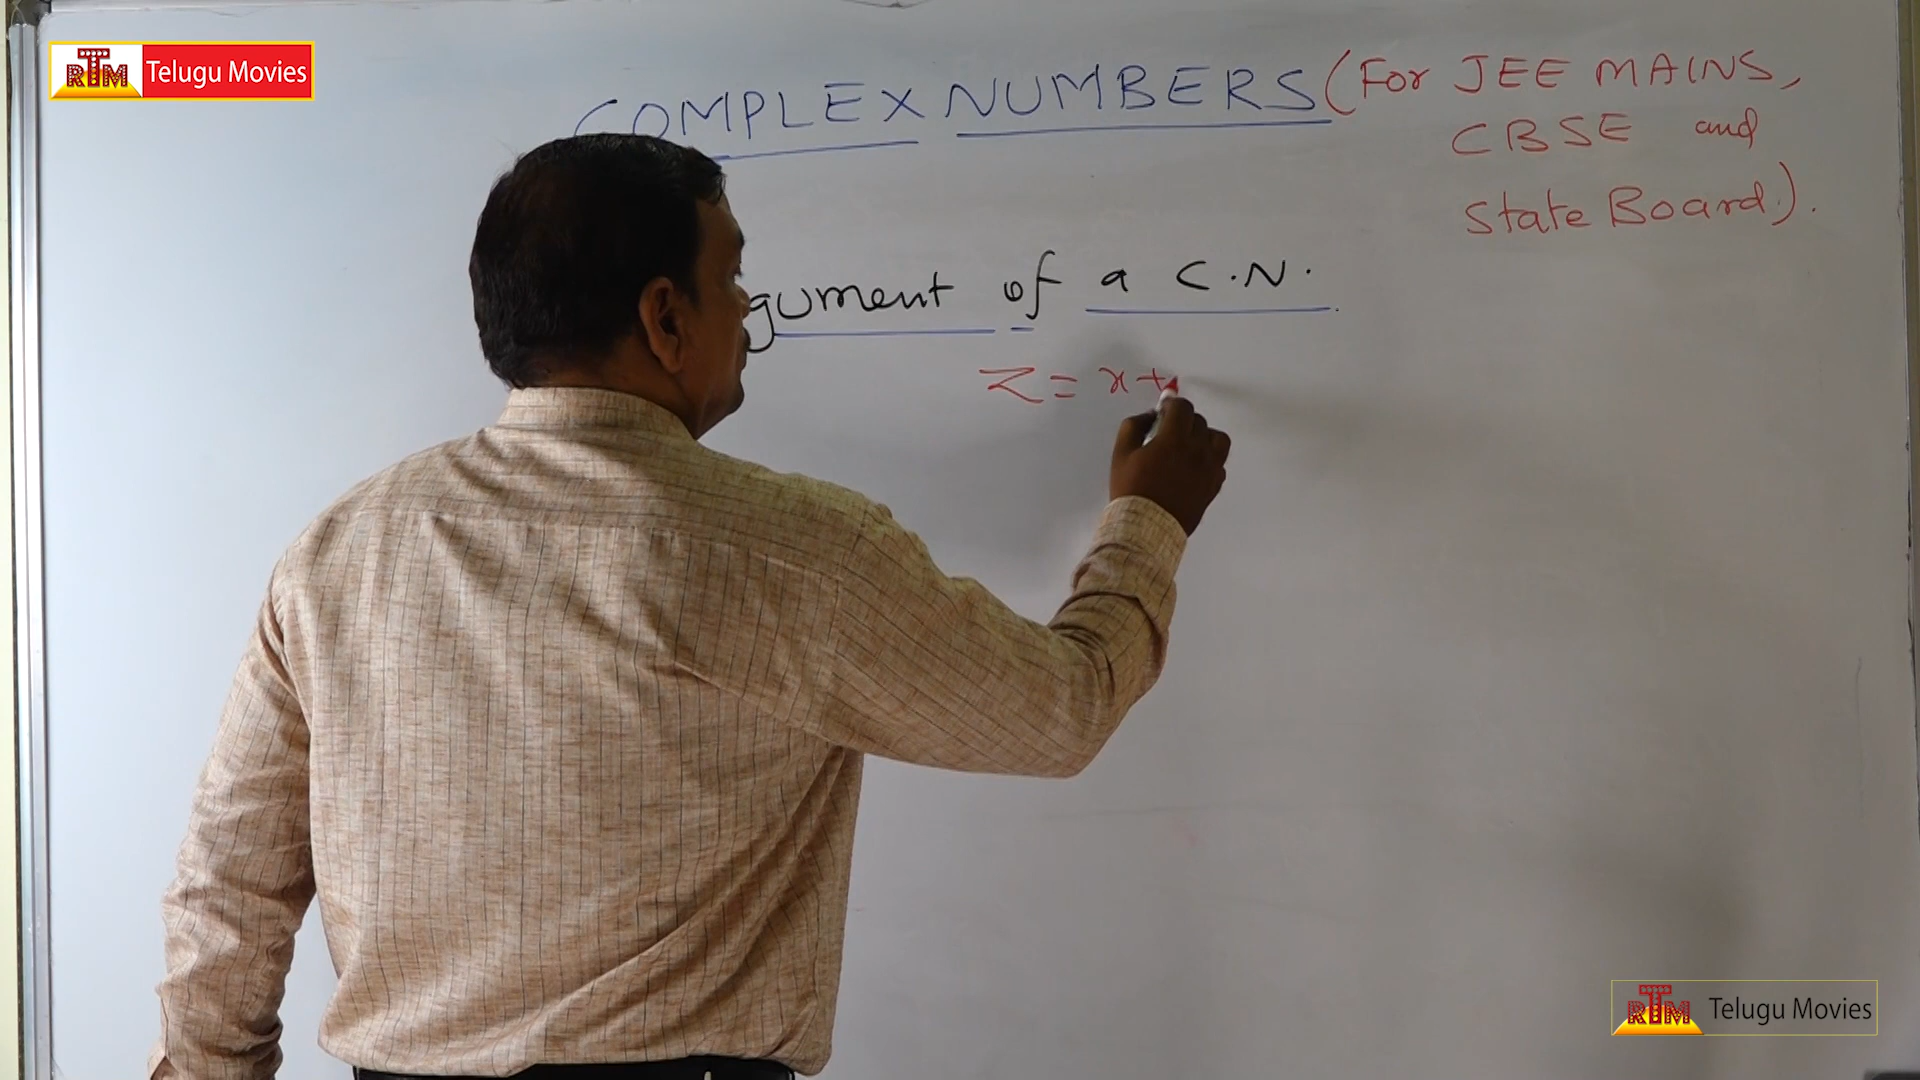 RTM Telugu Movies
COMPLEX NUMBERS (For JEE MAINS,
CBSE and
State Board).
gument of a C.N.
Z = x+
RTM Telugu Movies